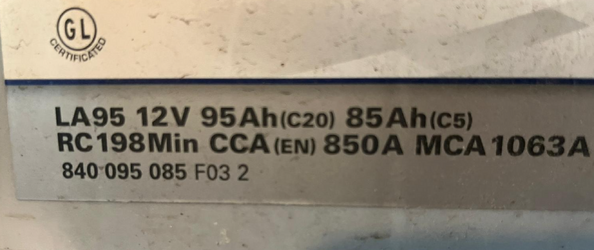 GL
CERTIFICATED
LA95 12V 95Ah(C20) 85Ah(C5)
RC198Min CCA(EN) 850A MCA1063A
840 095 085 F03 2